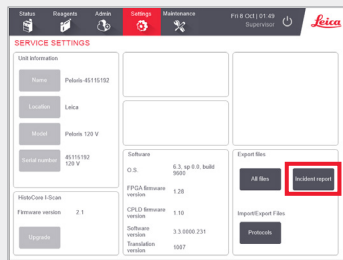 Status Reagents Admin Settings Maintenance
Fri 8 Oct | 01:49
Supervisor
Leica
SERVICE SETTINGS
Unit Information
Name Peloris-45115192
Location Leica
Model Peloris 120 V
Serial number 45115192
120 V
HistoCore I-Scan
Firmware version 2.1
Upgrade
Software
O.S. 6.3, sp 0.0. build
9600
FPGA firmware
version 1.28
CPLD firmware
version 1.10
Software
version 3.3.0000.231
Translation
version 1007
Export files
All files Incident report
Import/Export Files
Protocols